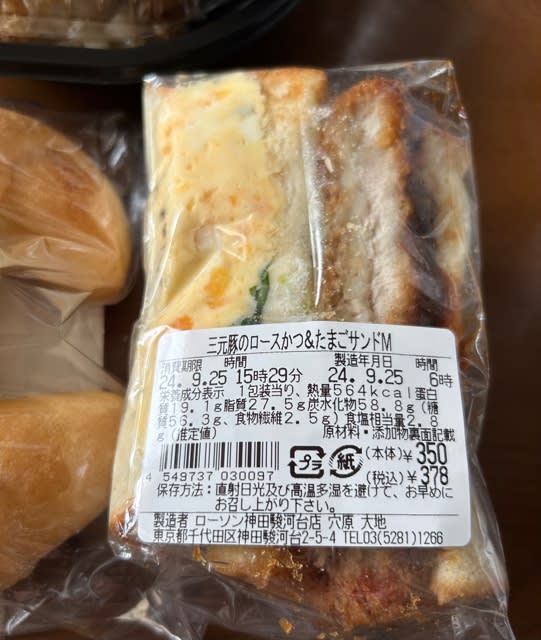 三元豚のロースかつ&たまごサンドM
消費期限 時間 製造年月日 時間
24. 9.25 15時29分 24. 9.25 6時
栄養成分表示 1包装当り、熱量564kcal蛋白
質19.1g脂質27.5g炭水化物58.8g(糖
質56.3g、食物繊維2.5g)食塩相当量2.8
g(推定値) 原材料・添加物裏面記載
プラ 紙 (本体)¥350
4 549737 030097 (税込)¥378
保存方法:直射日光及び高温多湿を避けて、お早めに
お召し上がり下さい。
製造者 ローソン神田駿河台店 穴原 大地
東京都千代田区神田駿河台2-5-4 TEL03(5281)1266